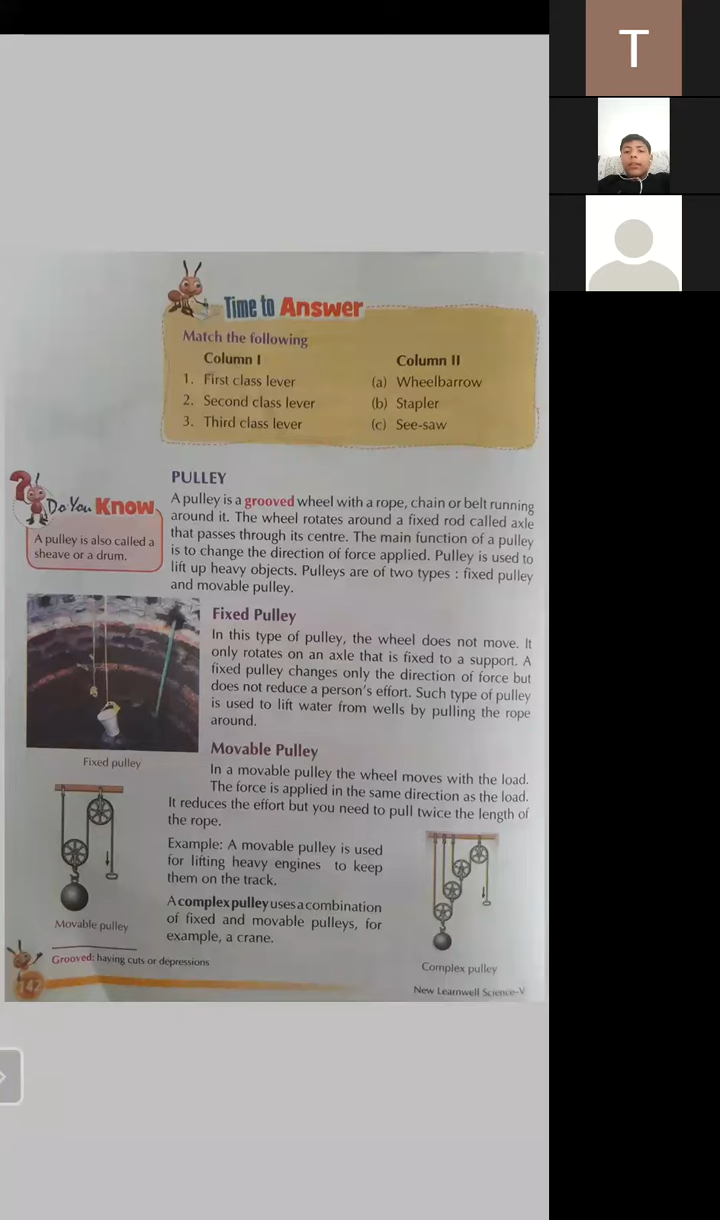 T
Time to Answer
Match the following
Column I Column II
1. First class lever (a) Wheelbarrow
2. Second class lever (b) Stapler
3. Third class lever (c) See-saw
PULLEY
A pulley is a grooved wheel with a rope, chain or belt running
around it. The wheel rotates around a fixed rod called axle
that passes through its centre. The main function of a pulley
is to change the direction of force applied. Pulley is used to
lift up heavy objects. Pulleys are of two types : fixed pulley
and movable pulley.
Do You Know
A pulley is also called a
sheave or a drum.
Fixed Pulley
In this type of pulley, the wheel does not move. It
only rotates on an axle that is fixed to a support. A
fixed pulley changes only the direction of force but
does not reduce a person's effort. Such type of pulley
is used to lift water from wells by pulling the rope
around.
Fixed pulley
Movable Pulley
In a movable pulley the wheel moves with the load.
The force is applied in the same direction as the load.
It reduces the effort but you need to pull twice the length of
the rope.
Example: A movable pulley is used
for lifting heavy engines to keep
them on the track.
A complex pulley uses a combination
of fixed and movable pulleys, for
example, a crane.
Movable pulley
Complex pulley
Grooved: having cuts or depressions
142
New Learnwell Science-V